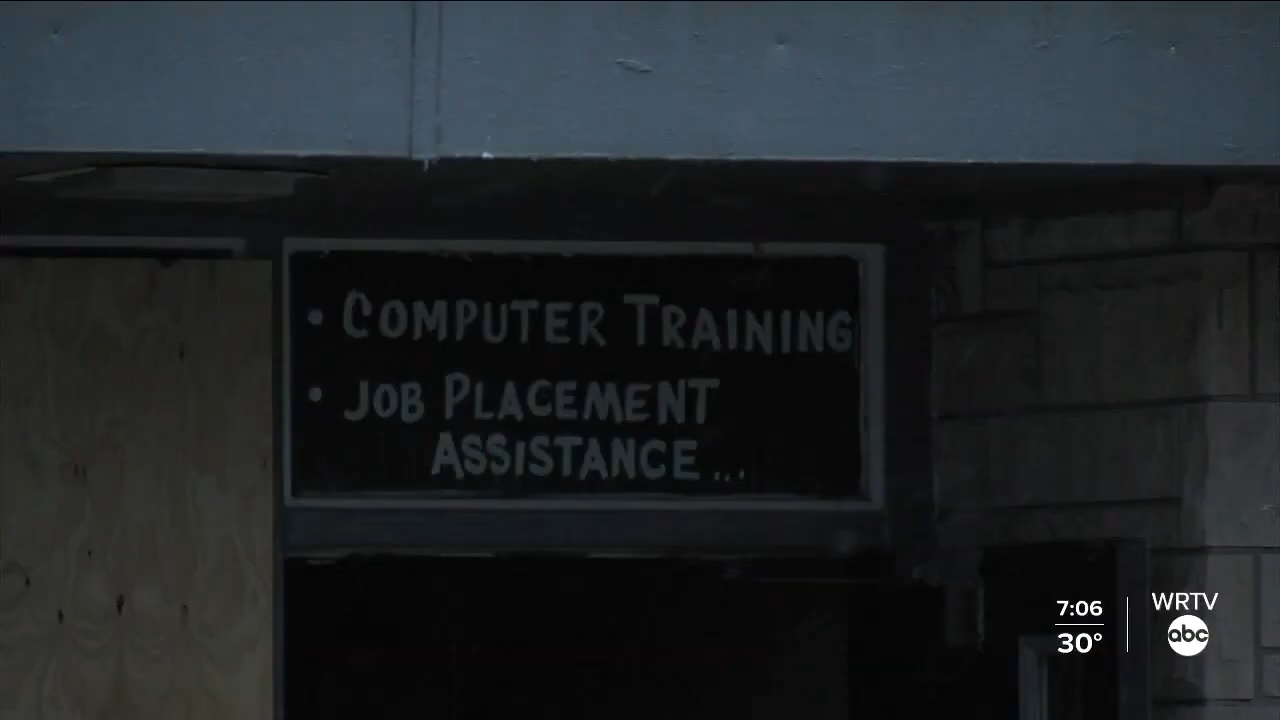 • COMPUTER TRAINING
• JOB PLACEMENT
ASSISTANCE...
7:06
30°
WRTV
abc